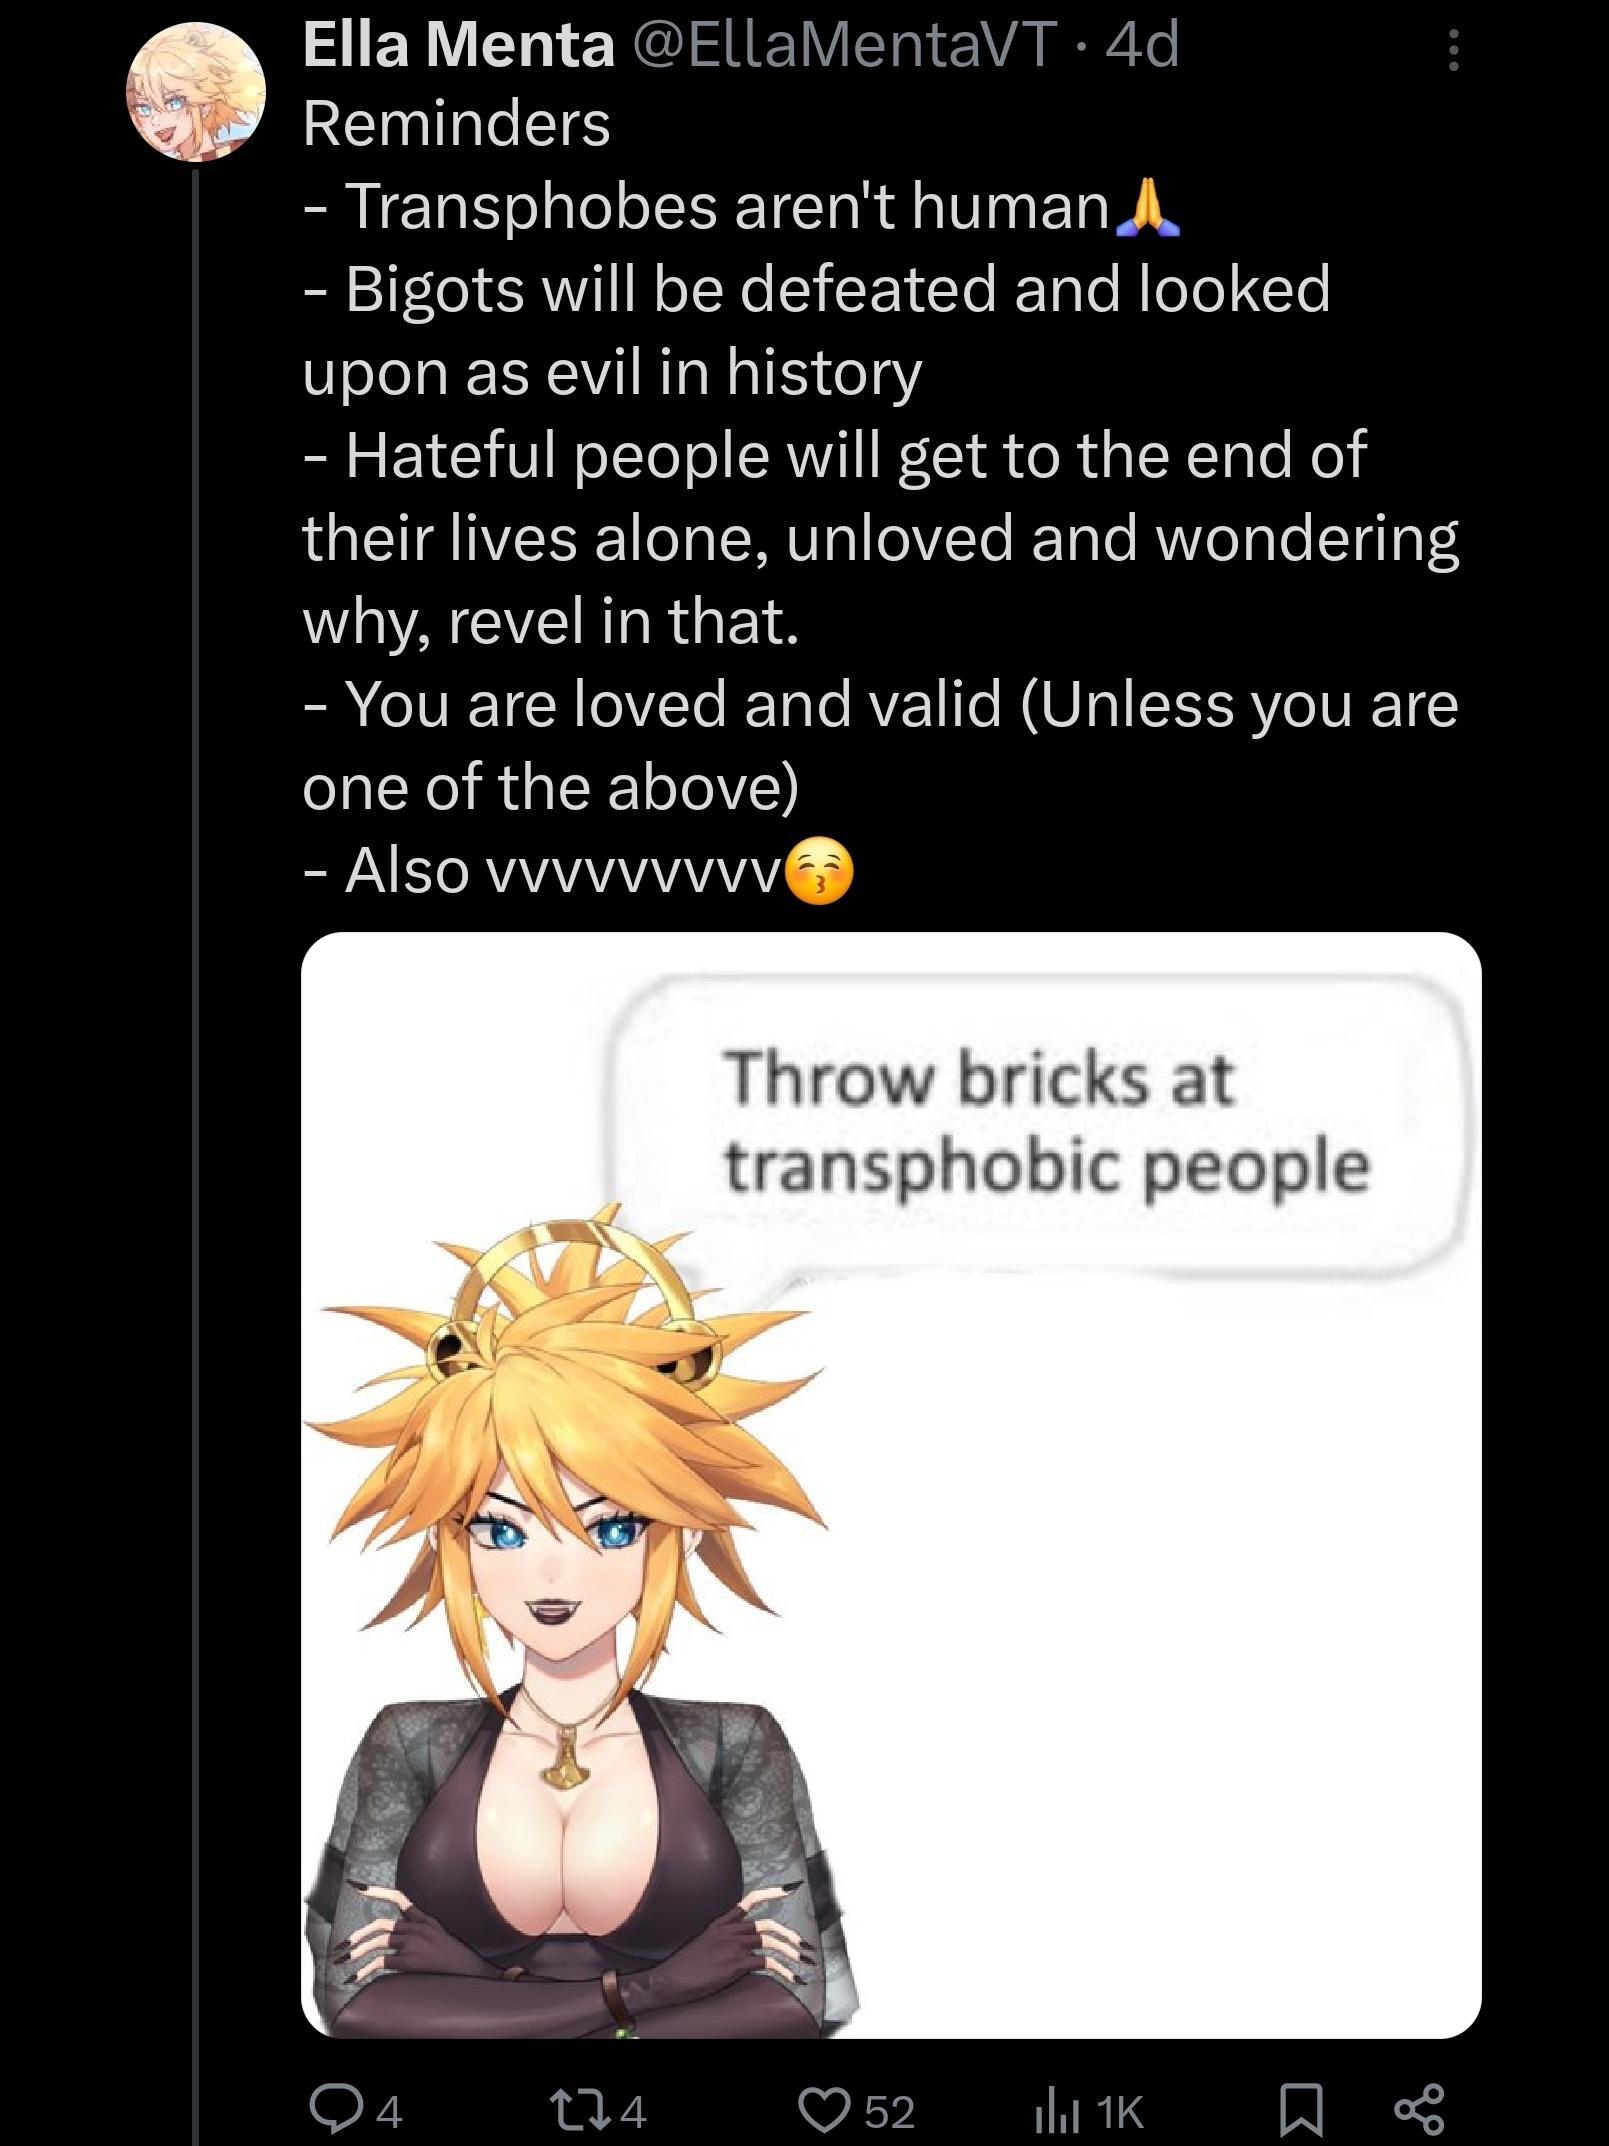 Ella Menta @EllaMentaVT · 4d
Reminders
- Transphobes aren't human🙏
- Bigots will be defeated and looked
upon as evil in history
- Hateful people will get to the end of
their lives alone, unloved and wondering
why, revel in that.
- You are loved and valid (Unless you are
one of the above)
- Also vvvvvvvvv😚
Throw bricks at
transphobic people
4 4 52 1K